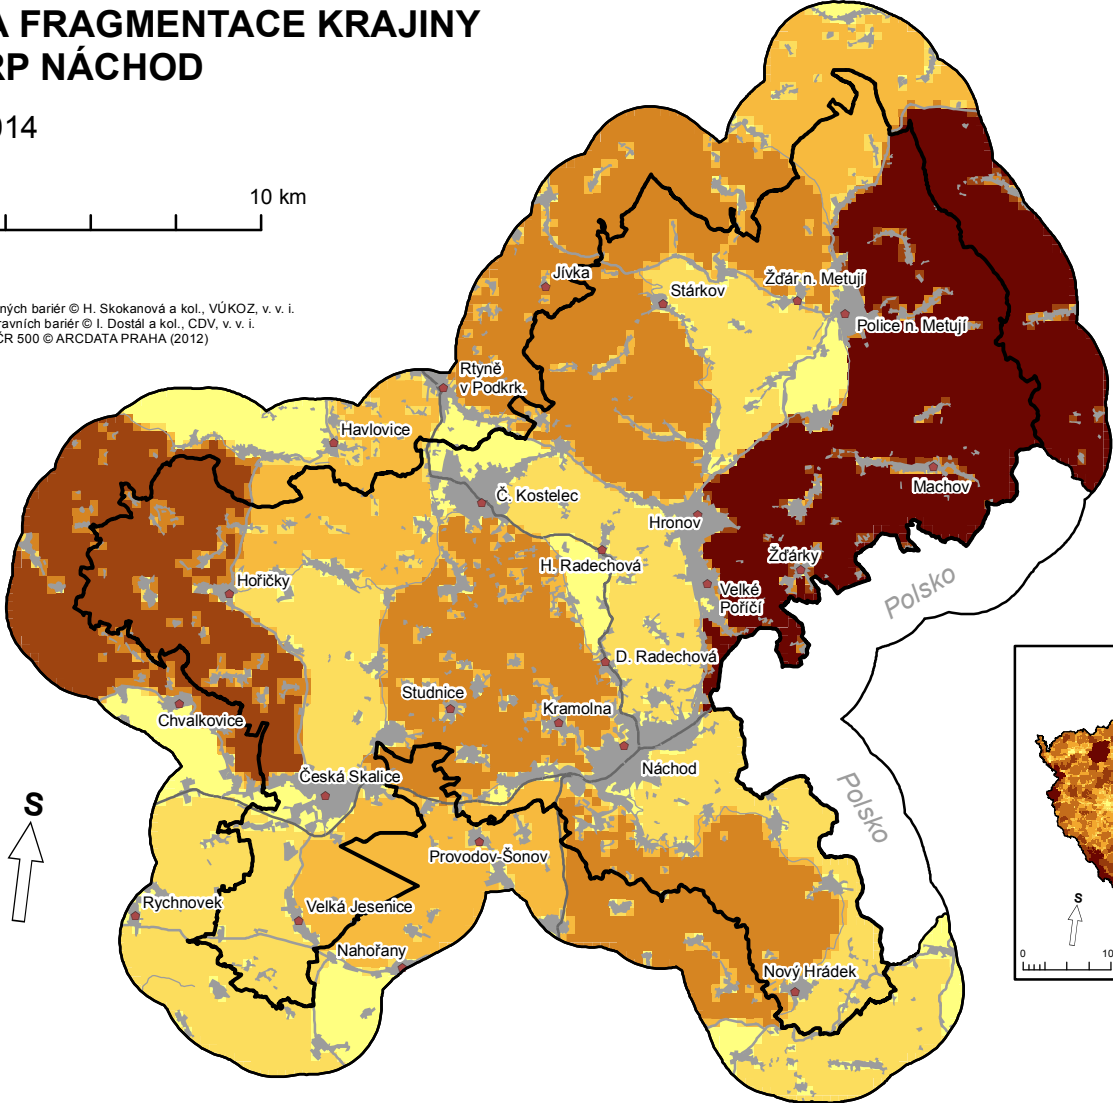 A FRAGMENTACE KRAJINY
RP NÁCHOD
014
10 km
ných bariér © H. Skokanová a kol., VÚKOZ, v. v. i.
ravních bariér © I. Dostál a kol., CDV, v. v. i.
ČR 500 © ARCDATA PRAHA (2012)
Jívka
Stárkov
Žďár n. Metují
Police n. Metují
Rtyně
v Podkrk.
Havlovice
Machov
Č. Kostelec
Hronov
H. Radechová
Žďárky
Hořičky
Velké
Poříčí
Polsko
D. Radechová
Studnice
Kramolna
Chvalkovice
Náchod
Česká Skalice
Polsko
S
Provodov-Šonov
Rychnovek
Velká Jesenice
Nahořany
Nový Hrádek
S
0
10